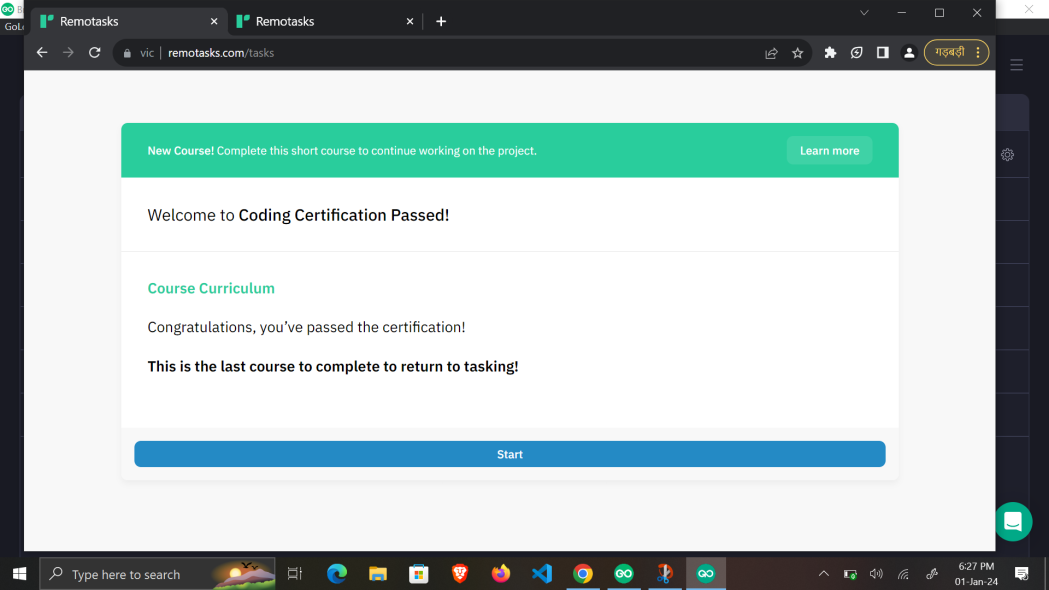 Remotasks
Remotasks
vic
remotasks.com/tasks
गड़बड़ी
New Course! Complete this short course to continue working on the project.
Learn more
Welcome to Coding Certification Passed!
Course Curriculum
Congratulations, you've passed the certification!
This is the last course to complete to return to tasking!
Start
Type here to search
6:27 PM
01-Jan-24